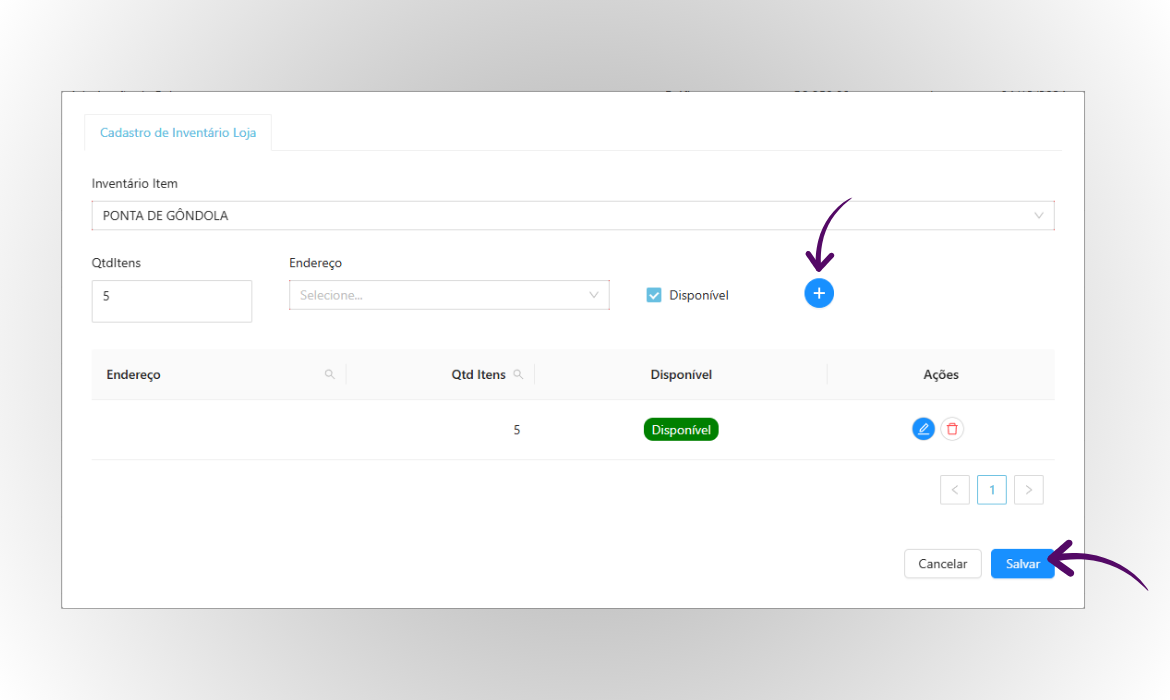 Cadastro de Inventário Loja
Inventário Item
PONTA DE GÔNDOLA
QtdItens
Endereço
5
Selecione...
Disponível
Endereço
Qtd Itens
Disponível
Ações
5
Disponível
1
Cancelar
Salvar